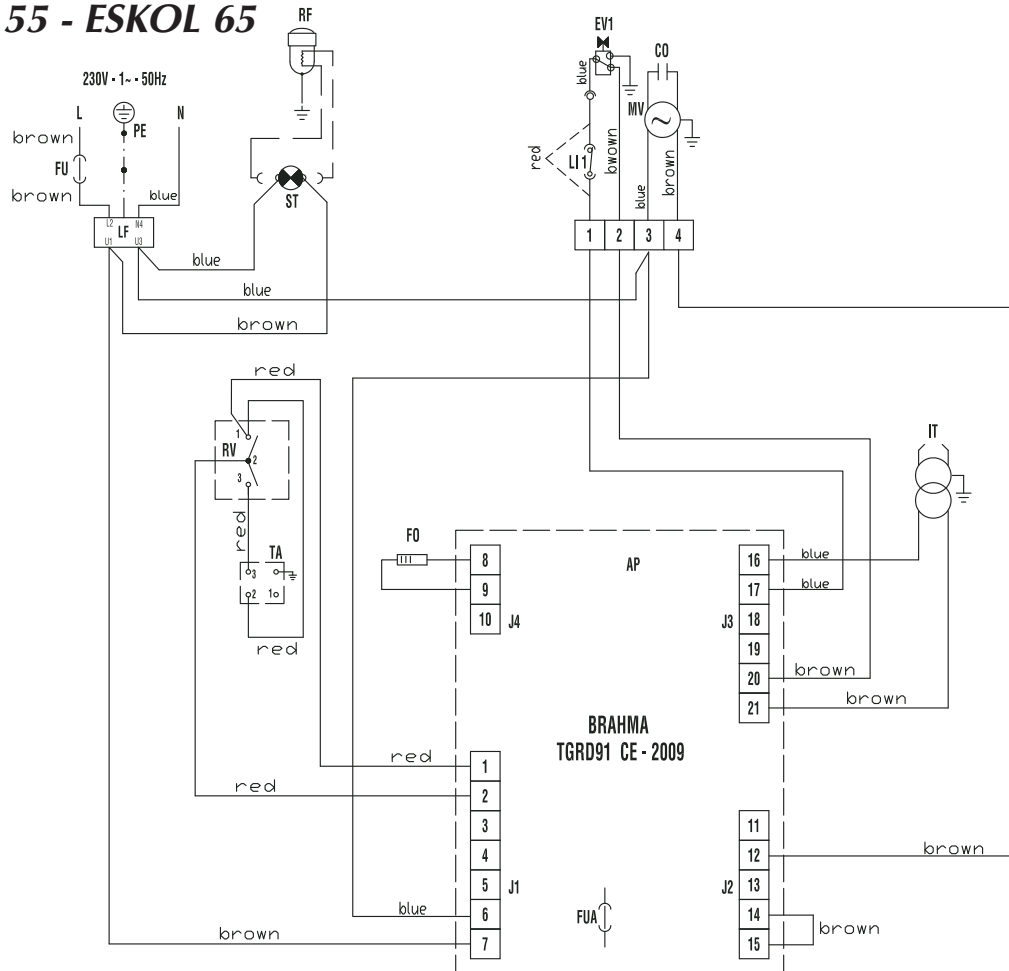 55 - ESKOL 65
RF
EV1
CO
230V - 1~ - 50Hz
L
N
PE
brown
FU
brown
blue
L2 N4
LF
U1 U3
ST
blue
blue
brown
blue
red
LI1
bwown
MV
blue
brown
1 2 3 4
red
1
RV
2
3
red
TA
3
2 1
red
IT
FO
AP
8
9
10 J4
16 blue
17 blue
J3 18
19
20 brown
21 brown
BRAHMA
TGRD91 CE - 2009
red 1
red 2
3
4
5 J1
blue 6
brown 7
FUA
11
12 brown
J2 13
14
brown
15